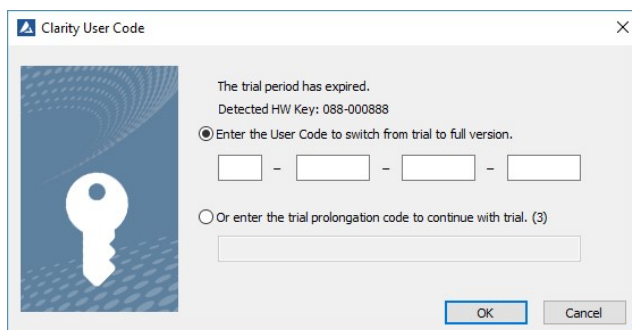 Clarity User Code
The trial period has expired.
Detected HW Key: 088-000888
Enter the User Code to switch from trial to full version.
– – –
Or enter the trial prolongation code to continue with trial. (3)
OK Cancel